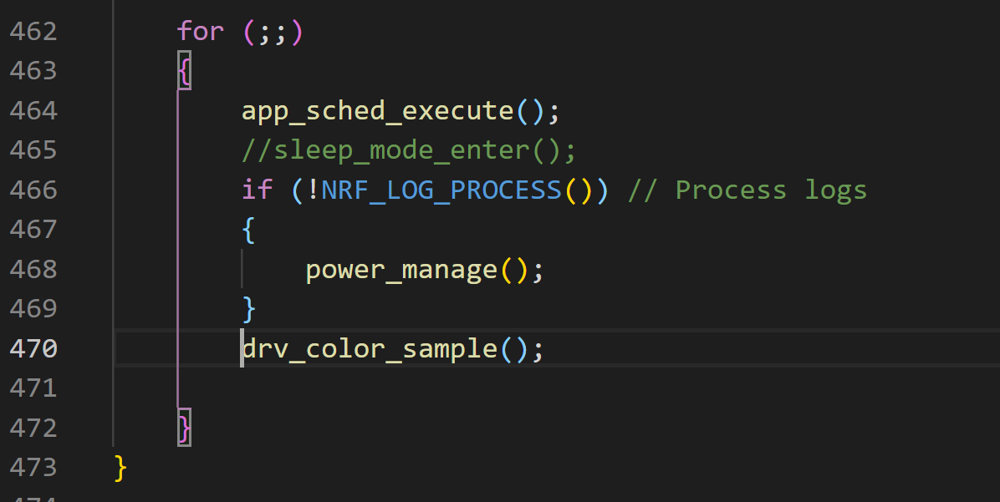 462 for (;;)
463 {
464 app_sched_execute();
465 //sleep_mode_enter();
466 if (!NRF_LOG_PROCESS()) // Process logs
467 {
468 power_manage();
469 }
470 drv_color_sample();
471
472 }
473 }
474